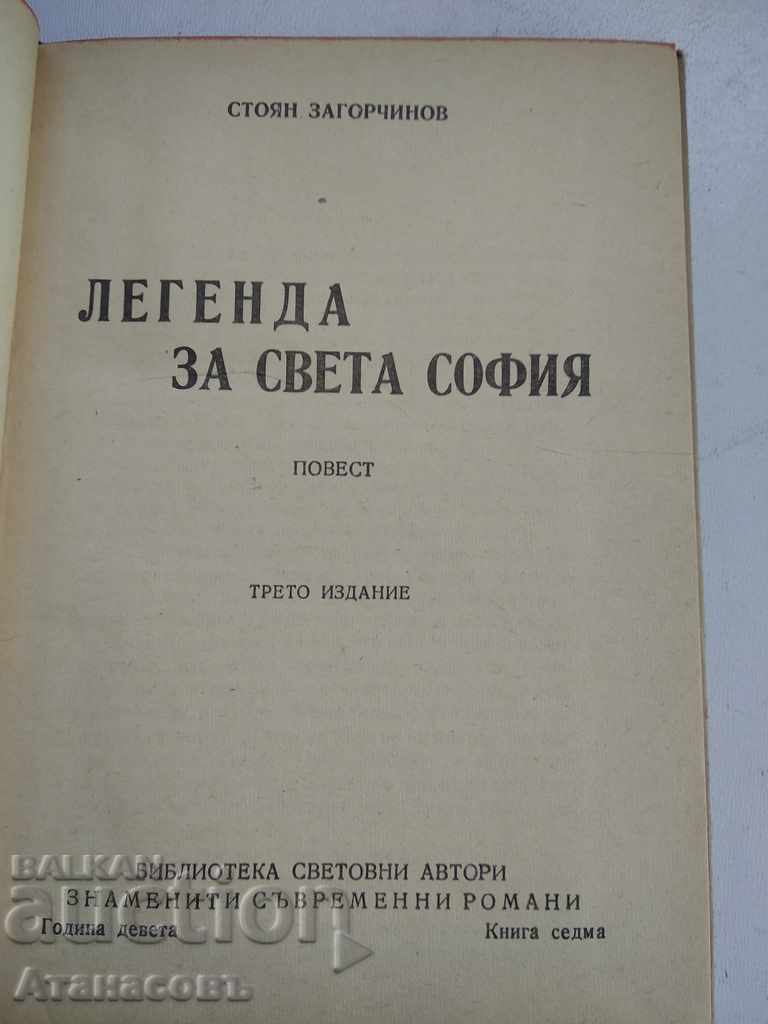 СТОЯН ЗАГОРЧИНОВ
ЛЕГЕНДА
ЗА СВЕТА СОФИЯ
ПОВЕСТ
ТРЕТО ИЗДАНИЕ
БИБЛИОТЕКА СВЕТОВНИ АВТОРИ
ЗНАМЕНИТИ СЪВРЕМЕННИ РОМАНИ
Година девета Книга седма
BALKAN
auction
Атанасовъ